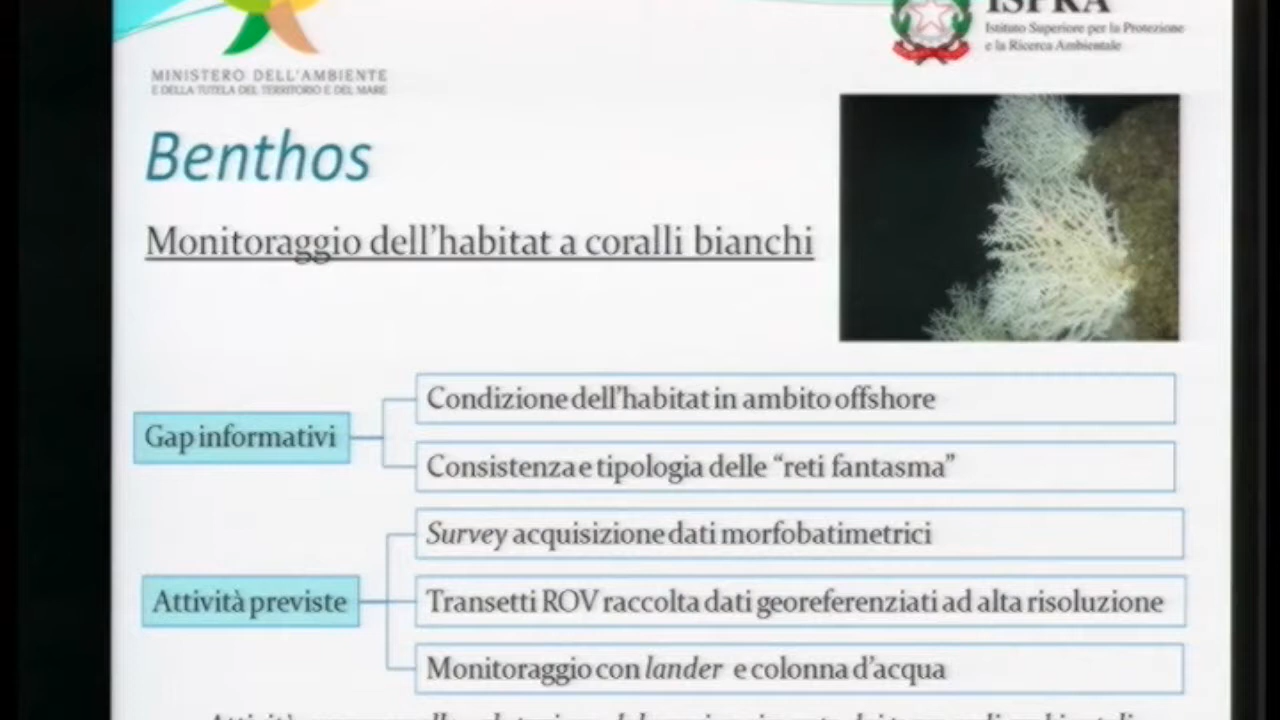 ISPRA
Istituto Superiore per la Protezione
e la Ricerca Ambientale
MINISTERO DELL'AMBIENTE
E DELLA TUTELA DEL TERRITORIO E DEL MARE
Benthos
Monitoraggio dell'habitat a coralli bianchi
Gap informativi
Condizione dell'habitat in ambito offshore
Consistenza e tipologia delle “reti fantasma”
Attività previste
Survey acquisizione dati morfobatimetrici
Transetti ROV raccolta dati georeferenziati ad alta risoluzione
Monitoraggio con lander e colonna d'acqua